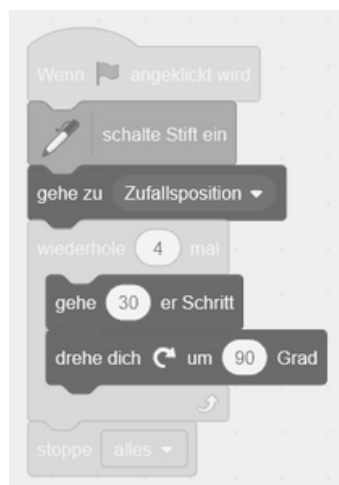 Wenn angeklickt wird
schalte Stift ein
gehe zu Zufallsposition
wiederhole 4 mal
gehe 30 er Schritt
drehe dich um 90 Grad
stoppe alles